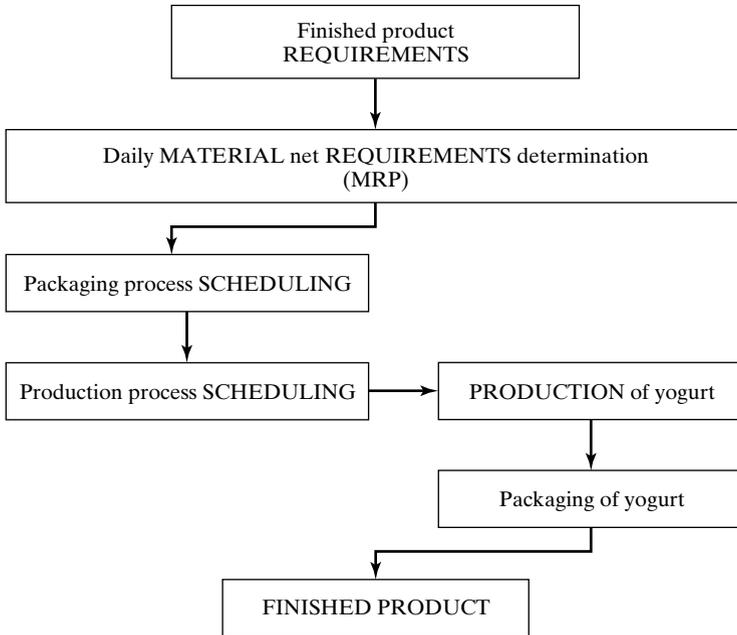 Finished product
REQUIREMENTS
Daily MATERIAL net REQUIREMENTS determination
(MRP)
Packaging process SCHEDULING
Production process SCHEDULING
PRODUCTION of yogurt
Packaging of yogurt
FINISHED PRODUCT